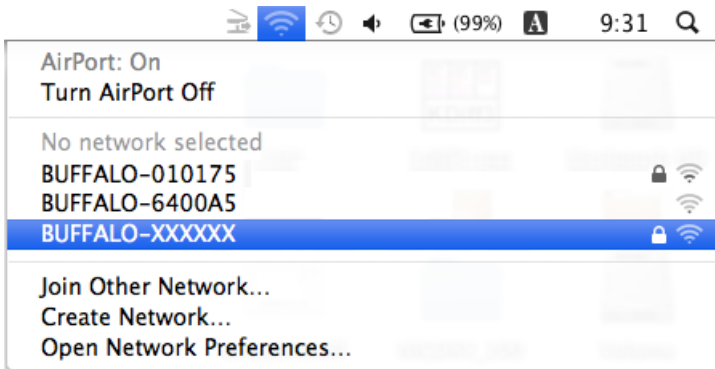 (99%) A 9:31
AirPort: On
Turn AirPort Off
No network selected
BUFFALO-010175
BUFFALO-6400A5
BUFFALO-XXXXXX
Join Other Network...
Create Network...
Open Network Preferences...